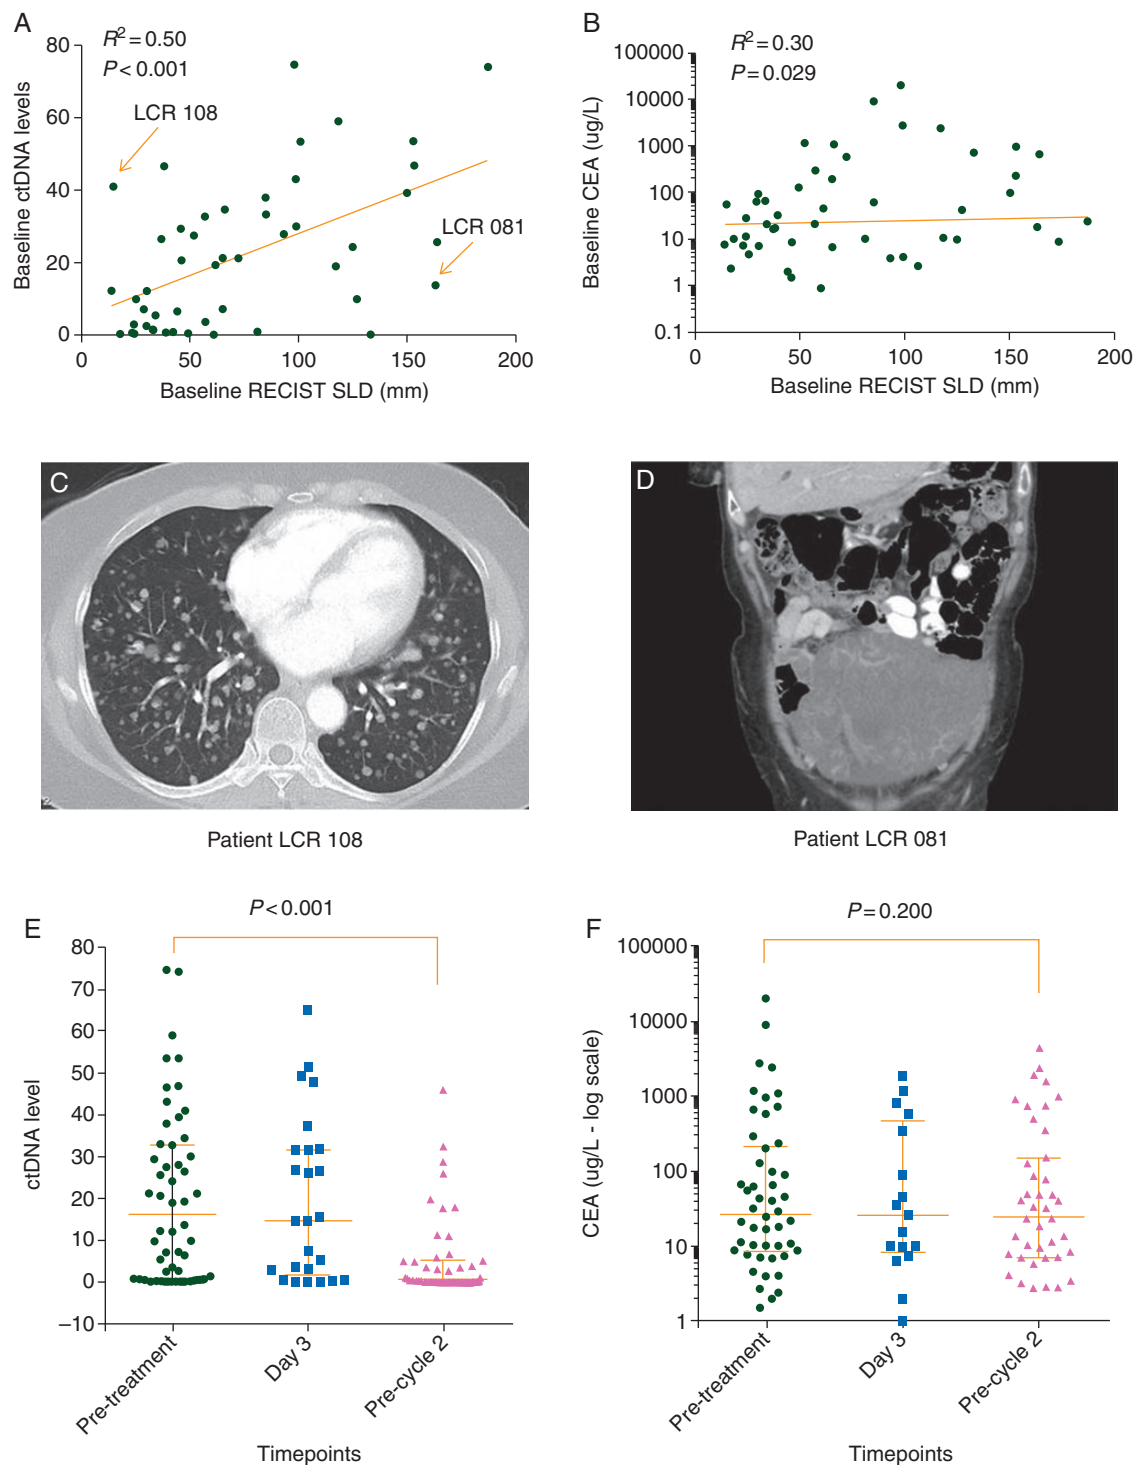 A
R² = 0.50
P < 0.001
LCR 108
LCR 081
80
60
40
20
0
Baseline ctDNA levels
0 50 100 150 200
Baseline RECIST SLD (mm)
B
R² = 0.30
P = 0.029
100000
10000
1000
100
10
1
0.1
Baseline CEA (ug/L)
0 50 100 150 200
Baseline RECIST SLD (mm)
C
Patient LCR 108
D
Patient LCR 081
E
P < 0.001
80
70
60
50
40
30
20
10
0
–10
ctDNA level
Pre-treatment
Day 3
Pre-cycle 2
Timepoints
F
P = 0.200
100000
10000
1000
100
10
1
CEA (ug/L - log scale)
Pre-treatment
Day 3
Pre-cycle 2
Timepoints